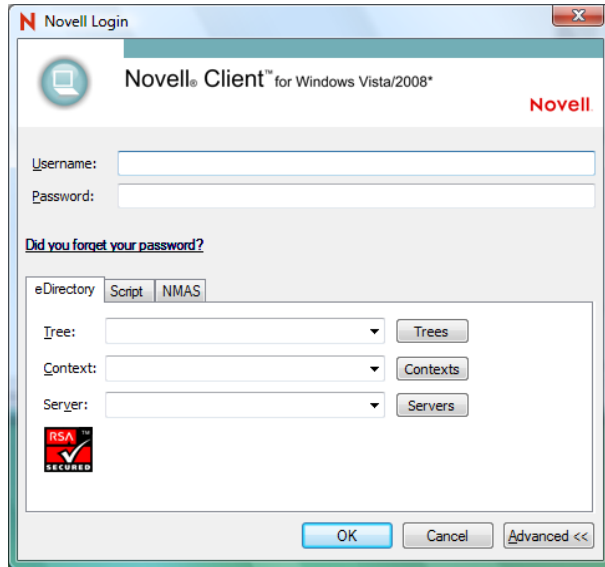 Novell Login
Novell® Client™ for Windows Vista/2008*
Novell.
Username:
Password:
Did you forget your password?
eDirectory Script NMAS
Tree: Trees
Context: Contexts
Server: Servers
RSA ™
SECURED
OK Cancel Advanced <<